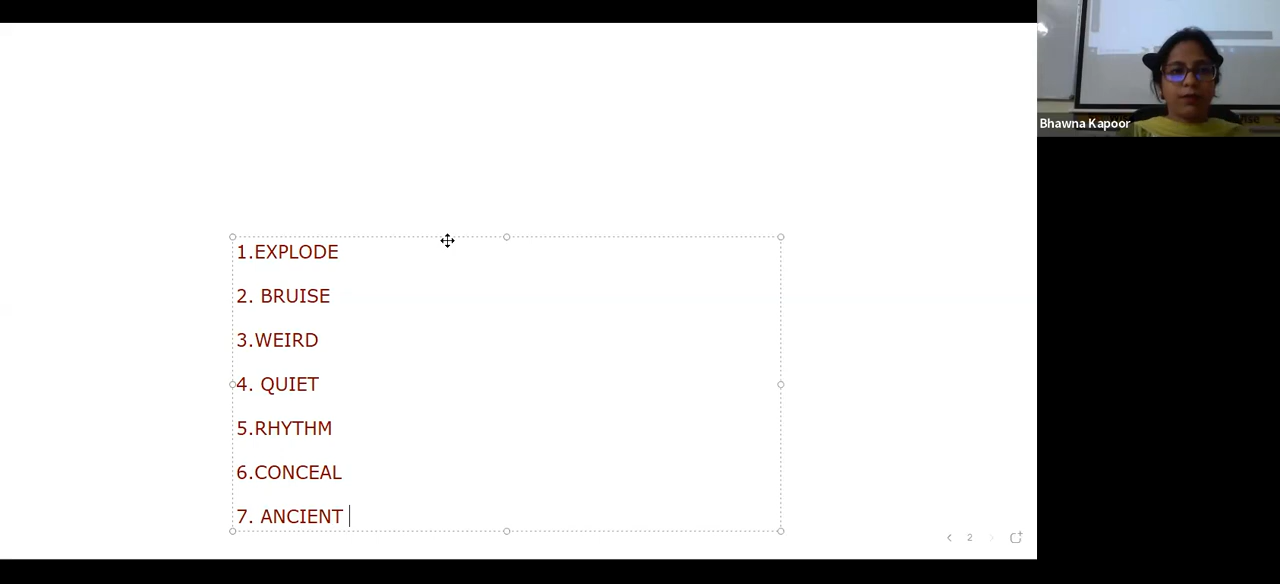 Bhawna Kapoor
1.EXPLODE
2. BRUISE
3.WEIRD
4. QUIET
5.RHYTHM
6.CONCEAL
7. ANCIENT
2